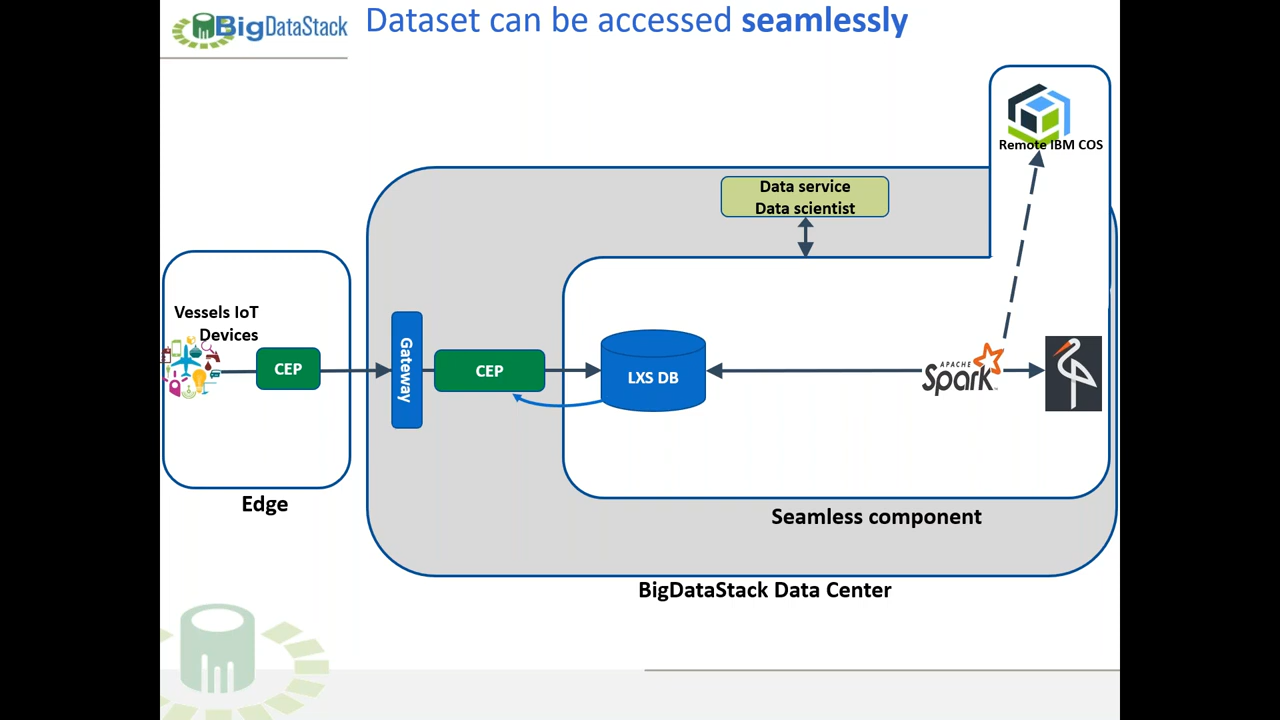 BigDataStack
Dataset can be accessed seamlessly
Remote IBM COS
Data service
Data scientist
Vessels IoT
Devices
CEP
Gateway
CEP
LXS DB
APACHE
Spark
Edge
Seamless component
BigDataStack Data Center